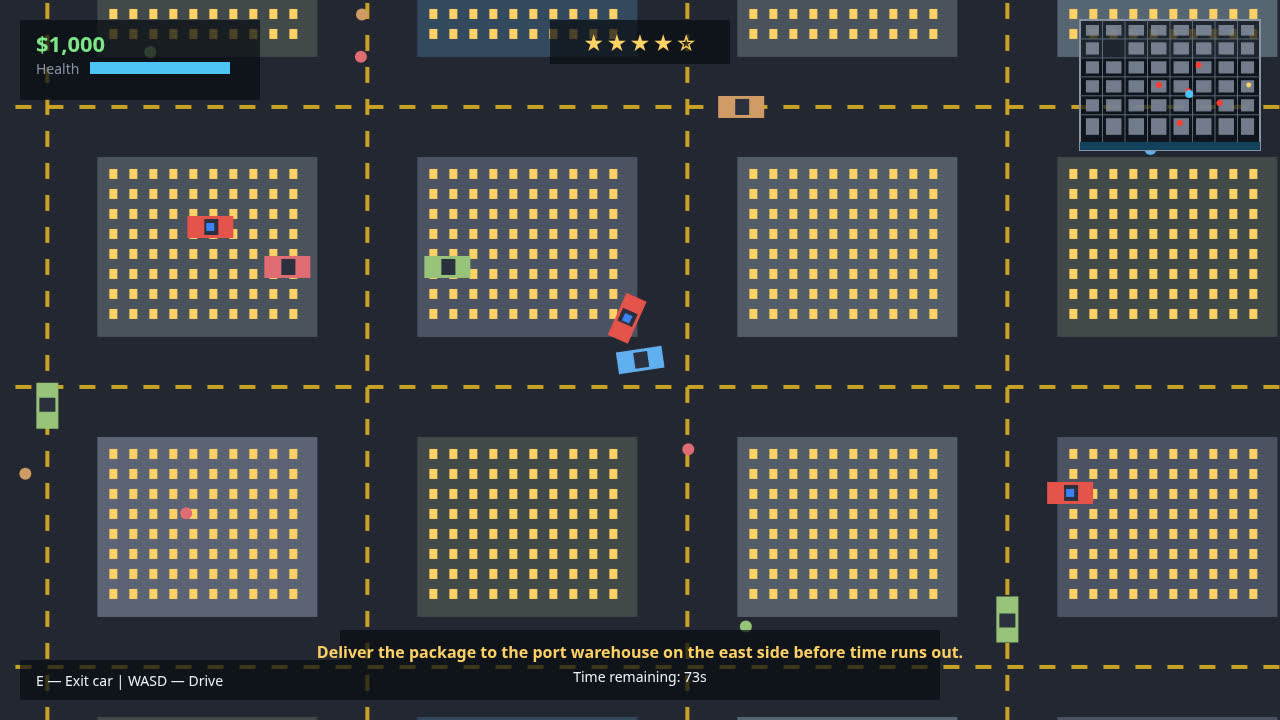 $1,000
Health
★★★★☆
Deliver the package to the port warehouse on the east side before time runs out.
Time remaining: 73s
E — Exit car | WASD — Drive